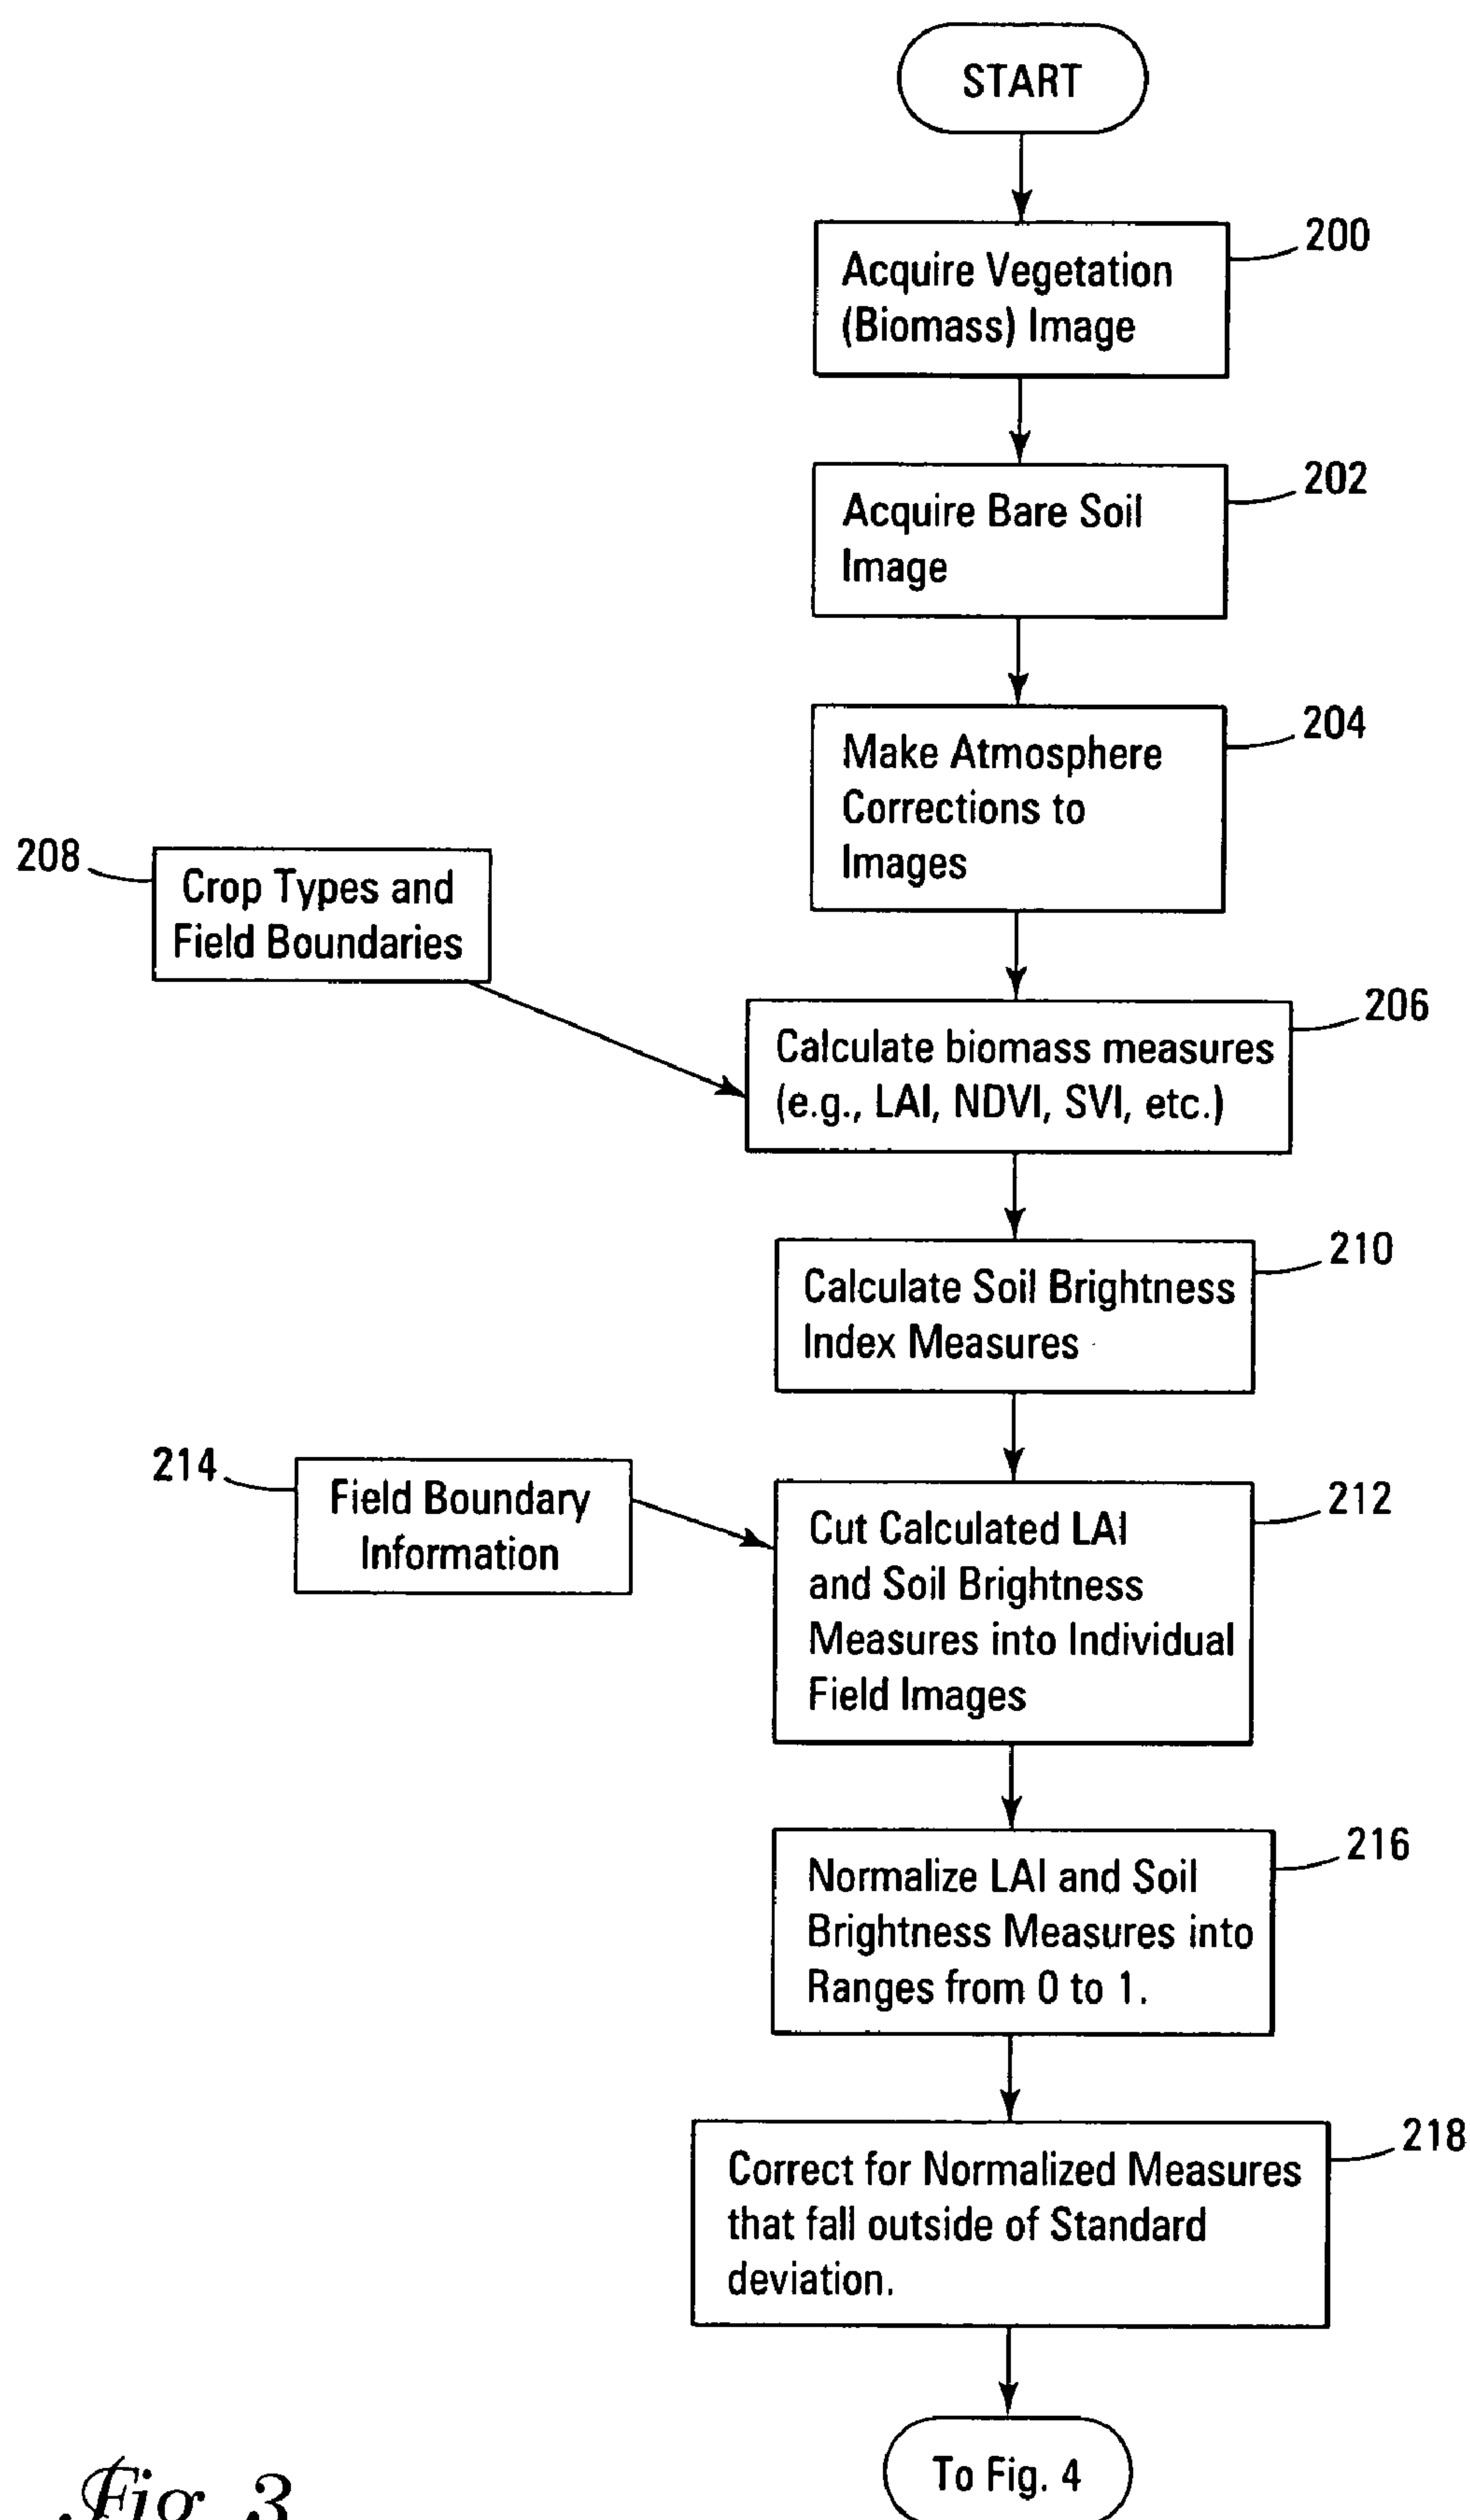 START
200
Acquire Vegetation
(Biomass) Image
202
Acquire Bare Soil
Image
204
Make Atmosphere
Corrections to
Images
208
Crop Types and
Field Boundaries
206
Calculate biomass measures
(e.g., LAI, NDVI, SVI, etc.)
210
Calculate Soil Brightness
Index Measures
214
Field Boundary
Information
212
Cut Calculated LAI
and Soil Brightness
Measures into Individual
Field Images
216
Normalize LAI and Soil
Brightness Measures into
Ranges from 0 to 1.
218
Correct for Normalized Measures
that fall outside of Standard
deviation.
To Fig. 4
Fig 3